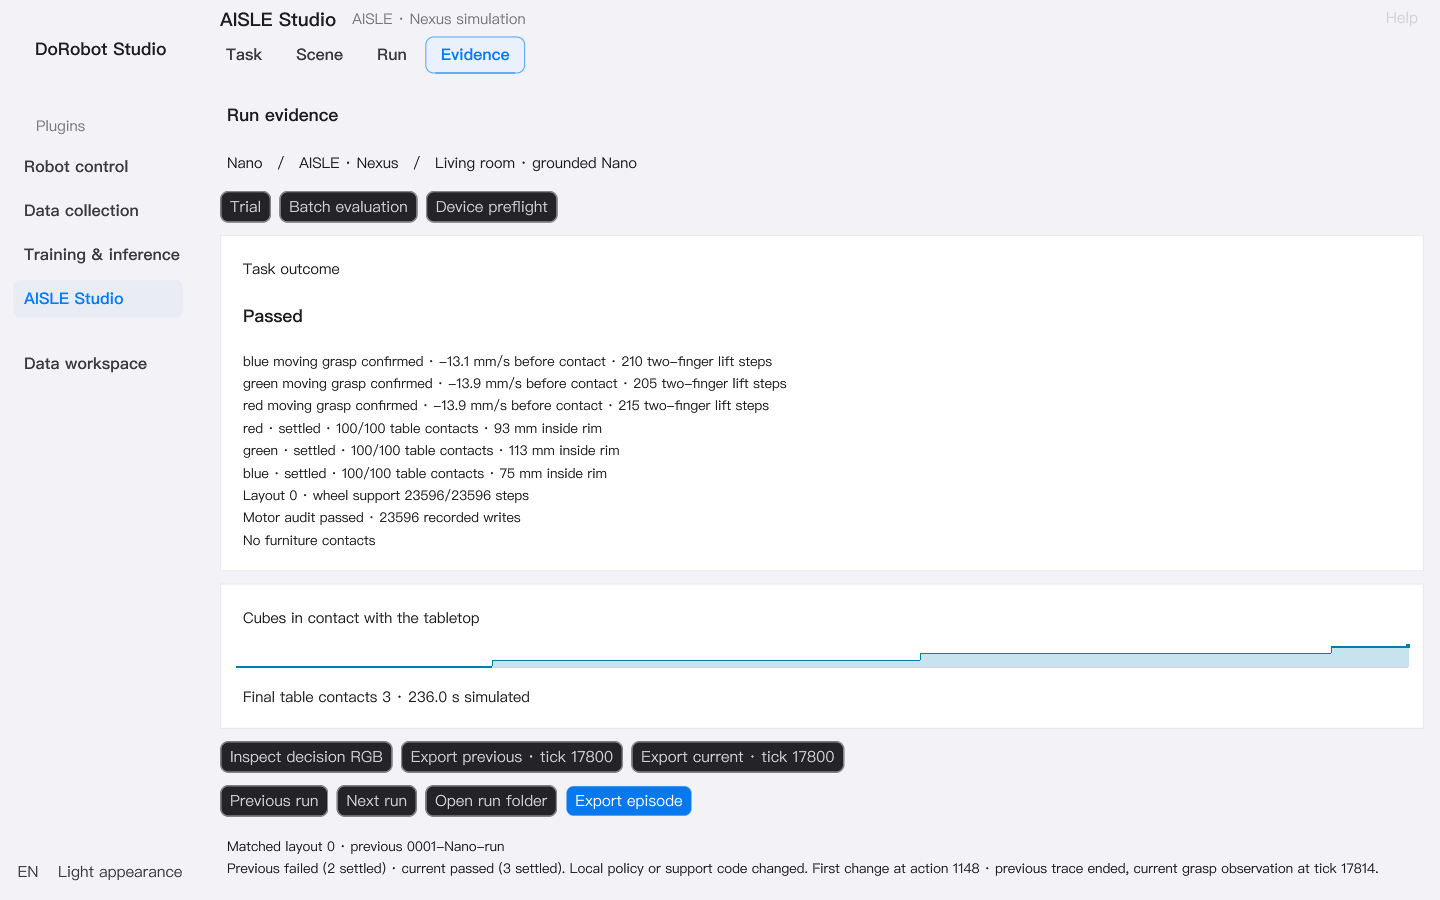 AISLE Studio AISLE · Nexus simulation
Help
DoRobot Studio
Task Scene Run Evidence
Plugins
Robot control
Data collection
Training & inference
AISLE Studio
Data workspace
EN Light appearance
Run evidence
Nano / AISLE · Nexus / Living room · grounded Nano
Trial Batch evaluation Device preflight
Task outcome
Passed
blue moving grasp confirmed · –13.1 mm/s before contact · 210 two–finger lift steps
green moving grasp confirmed · –13.9 mm/s before contact · 205 two–finger lift steps
red moving grasp confirmed · –13.9 mm/s before contact · 215 two–finger lift steps
red · settled · 100/100 table contacts · 93 mm inside rim
green · settled · 100/100 table contacts · 113 mm inside rim
blue · settled · 100/100 table contacts · 75 mm inside rim
Layout 0 · wheel support 23596/23596 steps
Motor audit passed · 23596 recorded writes
No furniture contacts
Cubes in contact with the tabletop
Final table contacts 3 · 236.0 s simulated
Inspect decision RGB Export previous · tick 17800 Export current · tick 17800
Previous run Next run Open run folder Export episode
Matched layout 0 · previous 0001–Nano–run
Previous failed (2 settled) · current passed (3 settled). Local policy or support code changed. First change at action 1148 · previous trace ended, current grasp observation at tick 17814.